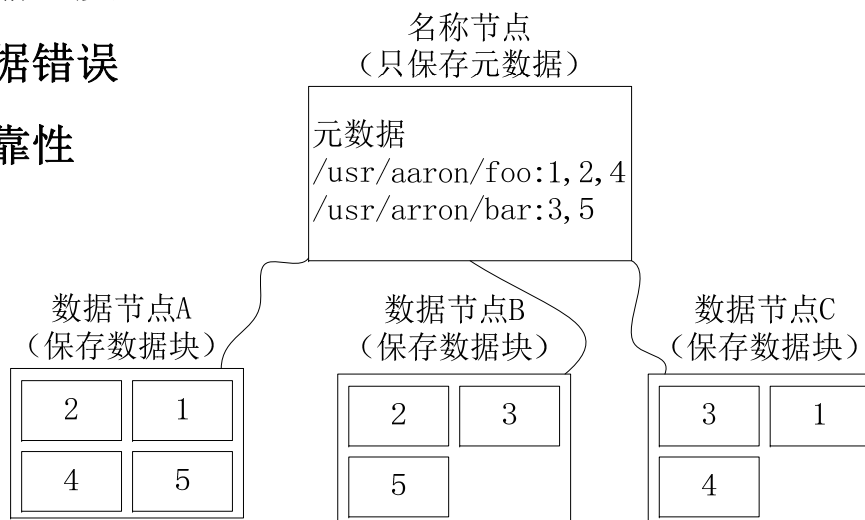 据错误
靠性
名称节点
（只保存元数据）
元数据
/usr/aaron/foo:1,2,4
/usr/arron/bar:3,5
数据节点A
（保存数据块）
2 1
4 5
数据节点B
（保存数据块）
2 3
5
数据节点C
（保存数据块）
3 1
4